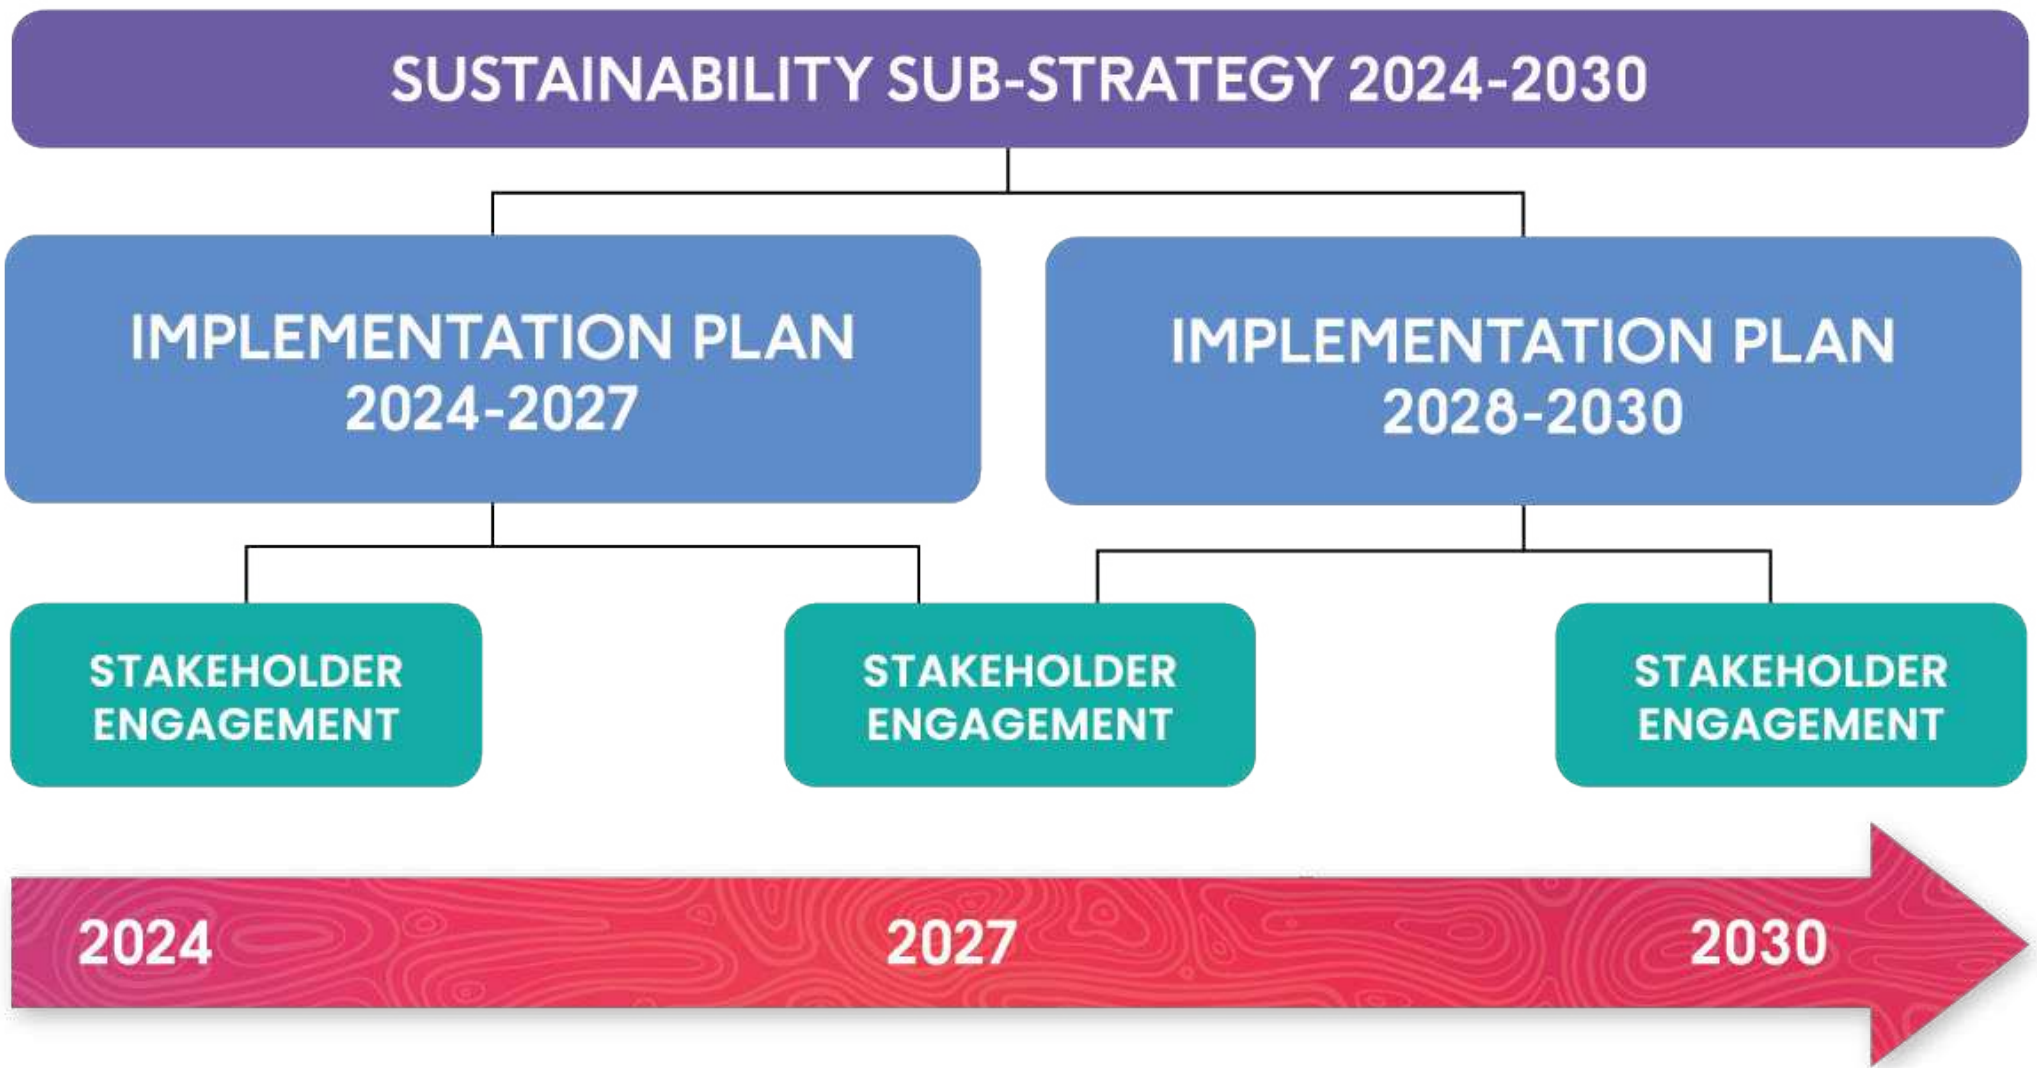 SUSTAINABILITY SUB-STRATEGY 2024-2030
IMPLEMENTATION PLAN
2024-2027
IMPLEMENTATION PLAN
2028-2030
STAKEHOLDER
ENGAGEMENT
STAKEHOLDER
ENGAGEMENT
STAKEHOLDER
ENGAGEMENT
2024
2027
2030